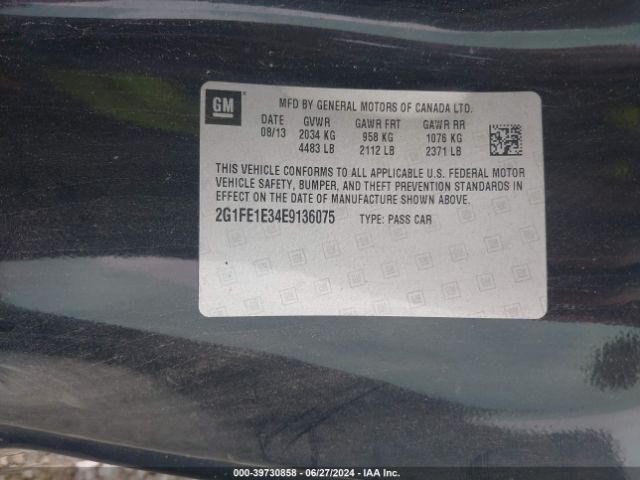 GM
MFD BY GENERAL MOTORS OF CANADA LTD.
DATE GVWR GAWR FRT GAWR RR
08/13 2034 KG 958 KG 1076 KG
4483 LB 2112 LB 2371 LB
THIS VEHICLE CONFORMS TO ALL APPLICABLE U.S. FEDERAL MOTOR
VEHICLE SAFETY, BUMPER, AND THEFT PREVENTION STANDARDS IN
EFFECT ON THE DATE OF MANUFACTURE SHOWN ABOVE.
2G1FE1E34E9136075 TYPE: PASS CAR
000-39730858 - 06/27/2024 - IAA Inc.